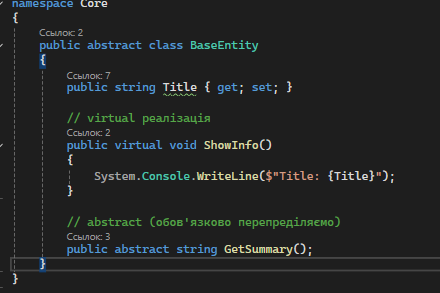 namespace Core
{
Ссылок: 2
public abstract class BaseEntity
{
Ссылок: 7
public string Title { get; set; }
// virtual реалізація
Ссылок: 2
public virtual void ShowInfo()
{
System.Console.WriteLine($"Title: {Title}");
}
// abstract (обов'язково перепреділяємо)
Ссылок: 3
public abstract string GetSummary();
}
}